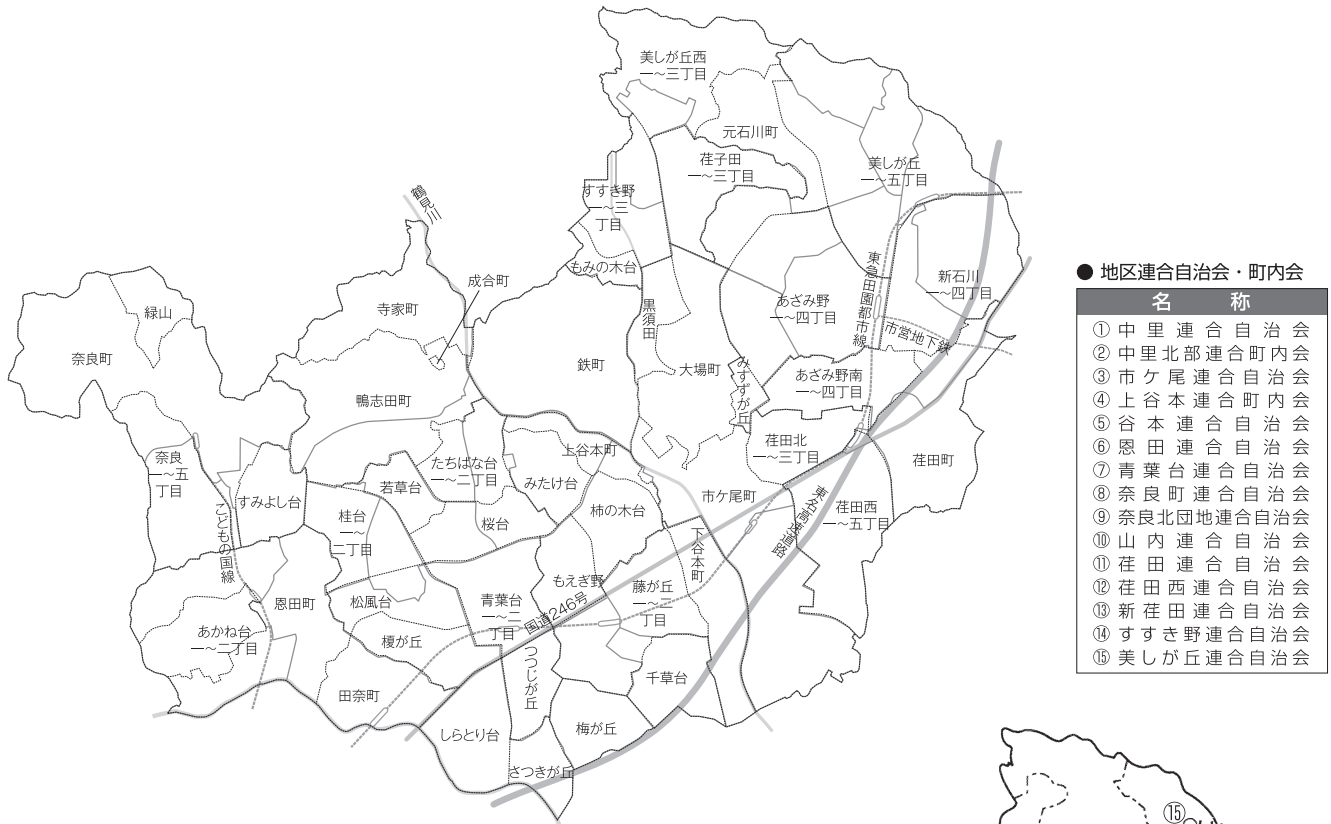 美しが丘西
一～三丁目
元石川町
荏子田
一～三丁目
美しが丘
一～五丁目
すすき野
一～三
丁目
鶴見川
もみの木台
成合町
東急田園都市線
新石川
一～四丁目
緑山
寺家町
黒須田
あざみ野
一～四丁目
市営地下鉄
奈良町
鉄町
大場町
みすずが丘
あざみ野南
一～四丁目
鴨志田町
荏田北
一～三丁目
荏田町
奈良
一～五
丁目
すみよし台
若草台
たちばな台
一～二丁目
上谷本町
みたけ台
柿の木台
市ケ尾町
東名高速道路
荏田西
一～五丁目
こどもの国線
桂台
一～
二丁目
桜台
下谷本町
恩田町
松風台
青葉台
一～二
丁目
もえぎ野
国道246号
藤が丘
一～二
丁目
あかね台
一～二丁目
榎が丘
つつじが丘
千草台
田奈町
しらとり台
梅が丘
さつきが丘
● 地区連合自治会・町内会
名 称
① 中里連合自治会
② 中里北部連合町内会
③ 市ケ尾連合自治会
④ 上谷本連合町内会
⑤ 谷本連合自治会
⑥ 恩田連合自治会
⑦ 青葉台連合自治会
⑧ 奈良町連合自治会
⑨ 奈良北団地連合自治会
⑩ 山内連合自治会
⑪ 荏田連合自治会
⑫ 荏田西連合自治会
⑬ 新荏田連合自治会
⑭ すすき野連合自治会
⑮ 美しが丘連合自治会
⑮